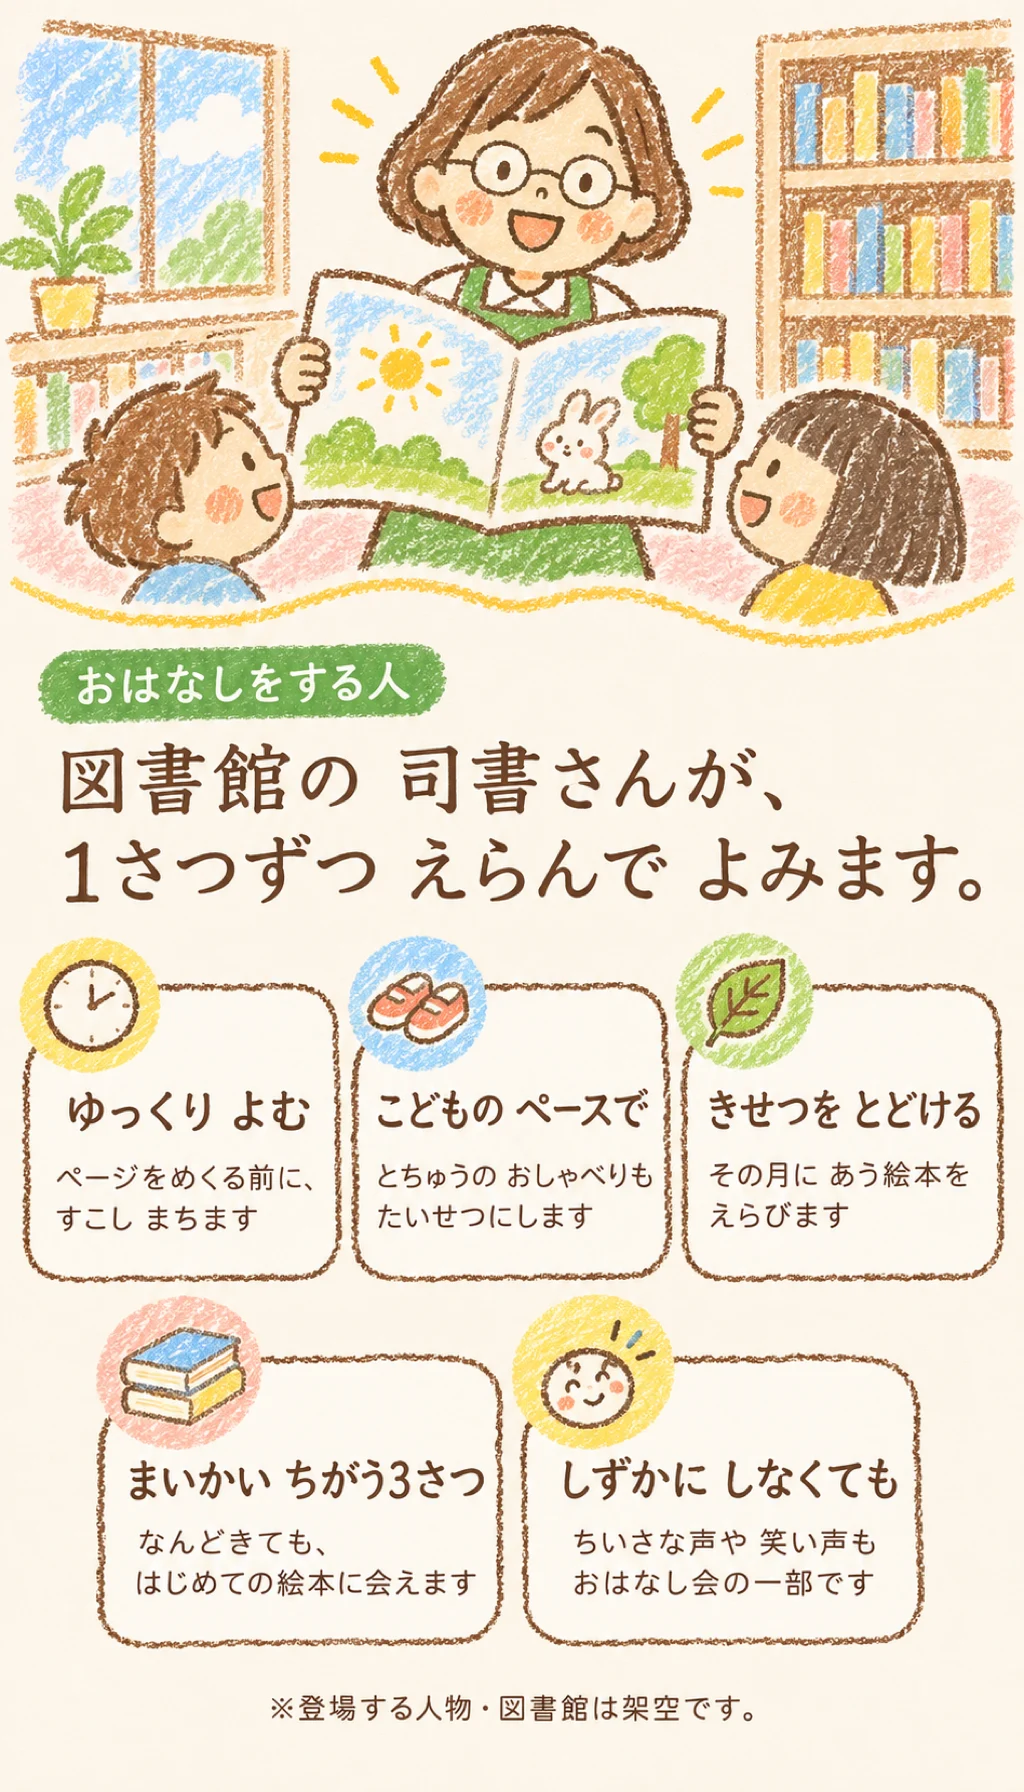 おはなしをする人
図書館の 司書さんが、
1さつずつ えらんで よみます。
ゆっくり よむ
ページをめくる前に、
すこし まちます
こどもの ペースで
とちゅうの おしゃべりも
たいせつにします
きせつを とどける
その月に あう絵本を
えらびます
まいかい ちがう3さつ
なんどきても、
はじめての絵本に会えます
しずかに しなくても
ちいさな声や 笑い声も
おはなし会の一部です
※登場する人物・図書館は架空です。